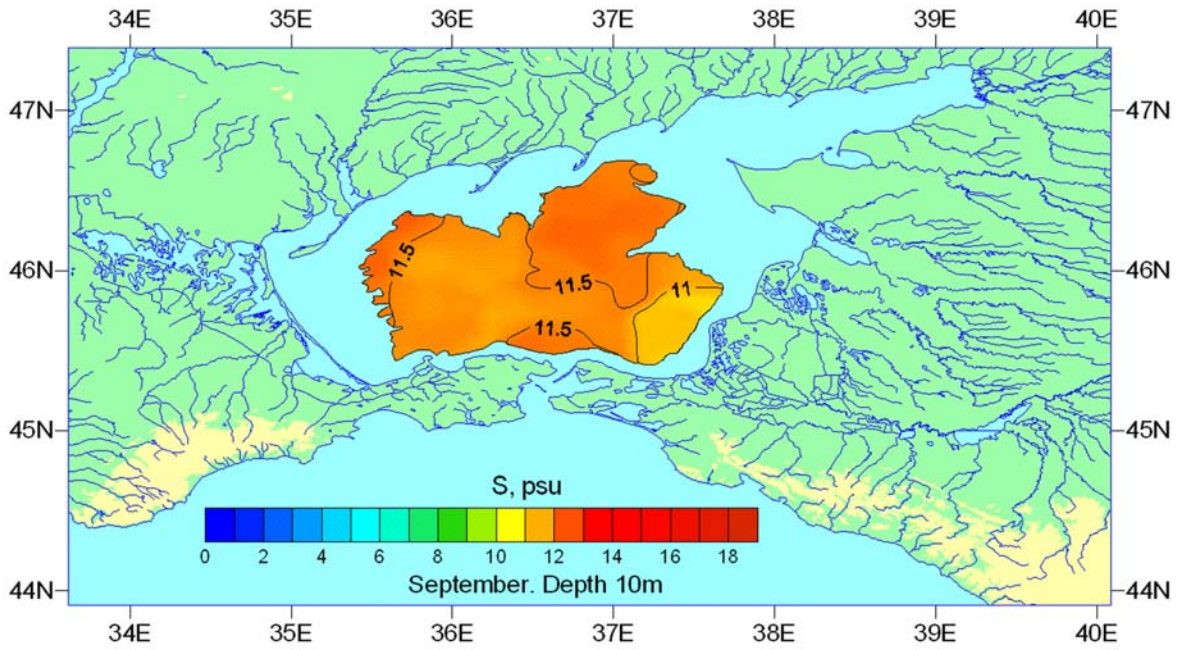 34E 35E 36E 37E 38E 39E 40E
47N 47N
46N 46N
11.5
11.5
11
11.5
45N 45N
S, psu
0 2 4 6 8 10 12 14 16 18
September. Depth 10m
44N 44N
34E 35E 36E 37E 38E 39E 40E